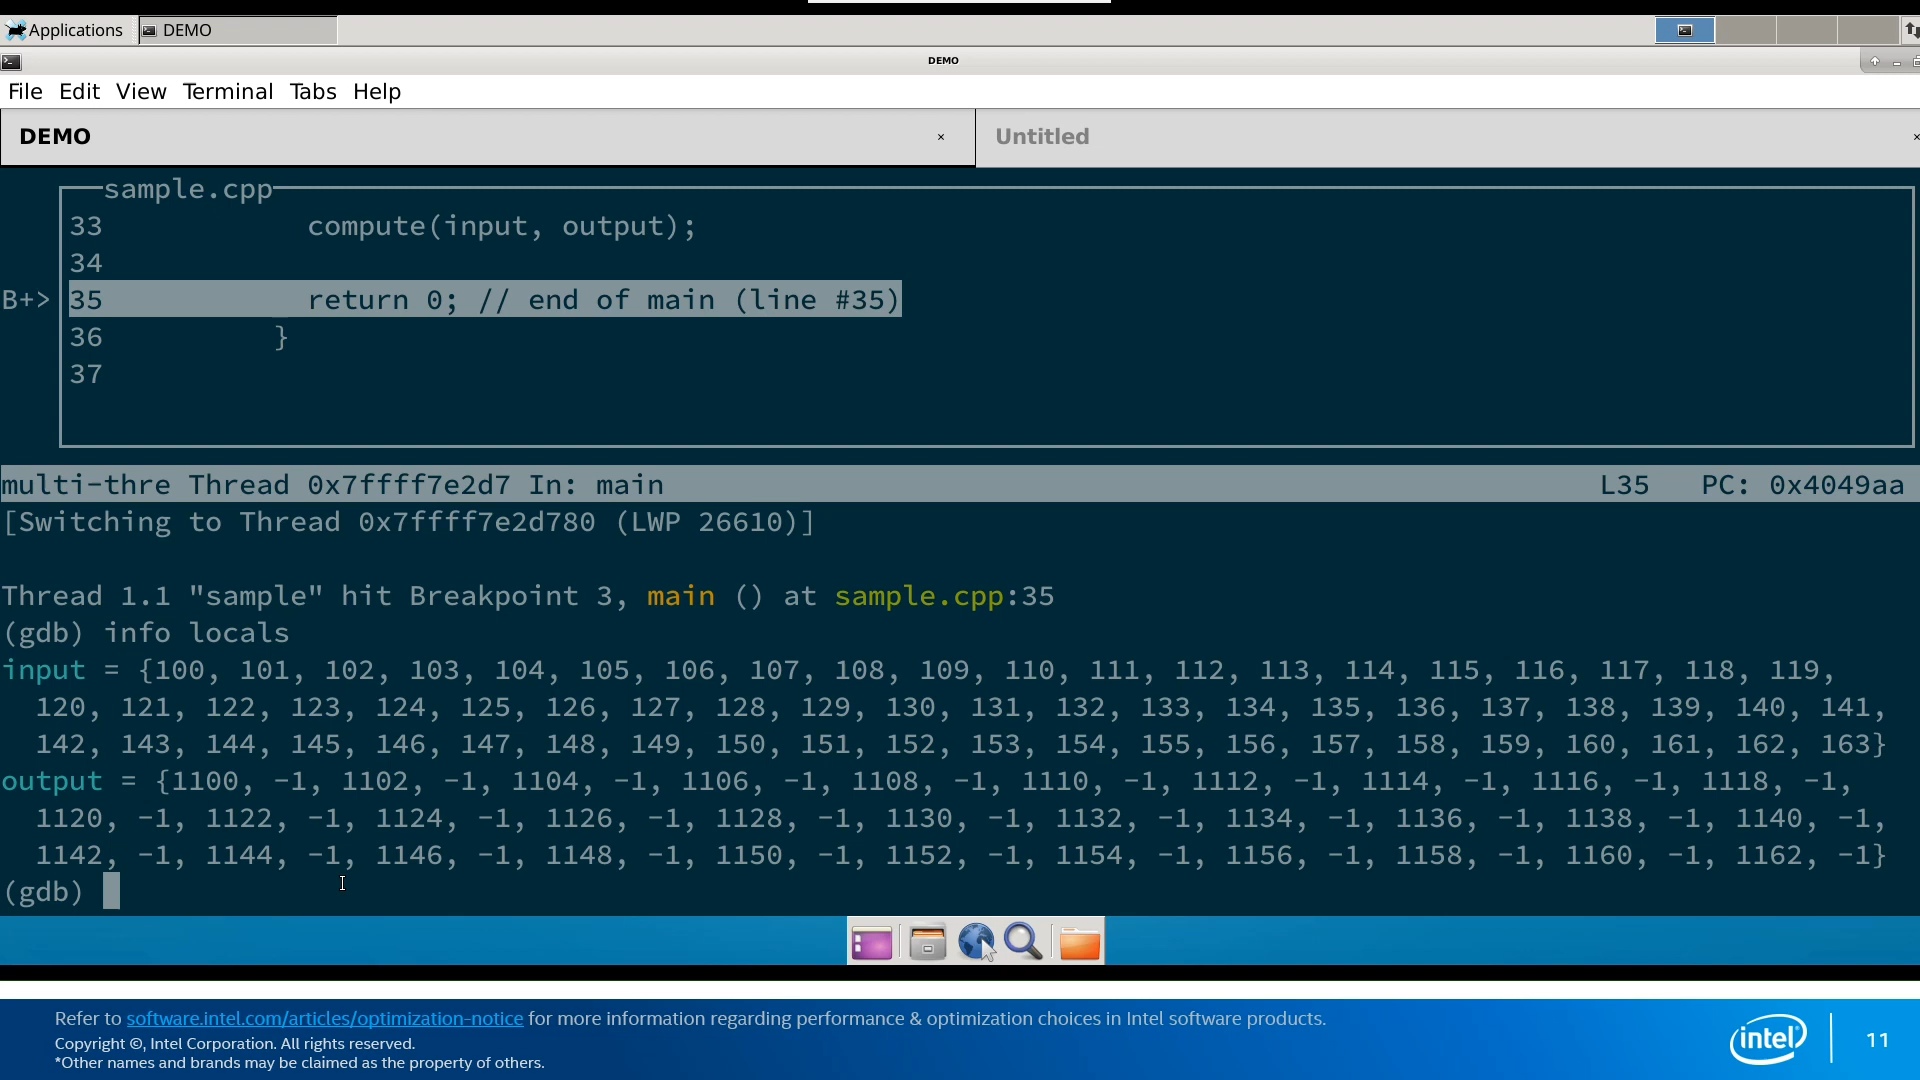 Applications
DEMO
DEMO
File Edit View Terminal Tabs Help
DEMO × Untitled ×
sample.cpp
33 compute(input, output);
34
B+> 35 return 0; // end of main (line #35)
36 }
37
multi-thre Thread 0x7ffff7e2d7 In: main L35 PC: 0x4049aa
[Switching to Thread 0x7ffff7e2d780 (LWP 26610)]
Thread 1.1 "sample" hit Breakpoint 3, main () at sample.cpp:35
(gdb) info locals
input = {100, 101, 102, 103, 104, 105, 106, 107, 108, 109, 110, 111, 112, 113, 114, 115, 116, 117, 118, 119,
120, 121, 122, 123, 124, 125, 126, 127, 128, 129, 130, 131, 132, 133, 134, 135, 136, 137, 138, 139, 140, 141,
142, 143, 144, 145, 146, 147, 148, 149, 150, 151, 152, 153, 154, 155, 156, 157, 158, 159, 160, 161, 162, 163}
output = {1100, -1, 1102, -1, 1104, -1, 1106, -1, 1108, -1, 1110, -1, 1112, -1, 1114, -1, 1116, -1, 1118, -1,
1120, -1, 1122, -1, 1124, -1, 1126, -1, 1128, -1, 1130, -1, 1132, -1, 1134, -1, 1136, -1, 1138, -1, 1140, -1,
1142, -1, 1144, -1, 1146, -1, 1148, -1, 1150, -1, 1152, -1, 1154, -1, 1156, -1, 1158, -1, 1160, -1, 1162, -1}
(gdb)
Refer to software.intel.com/articles/optimization-notice for more information regarding performance & optimization choices in Intel software products.
Copyright ©, Intel Corporation. All rights reserved.
*Other names and brands may be claimed as the property of others.
intel
11